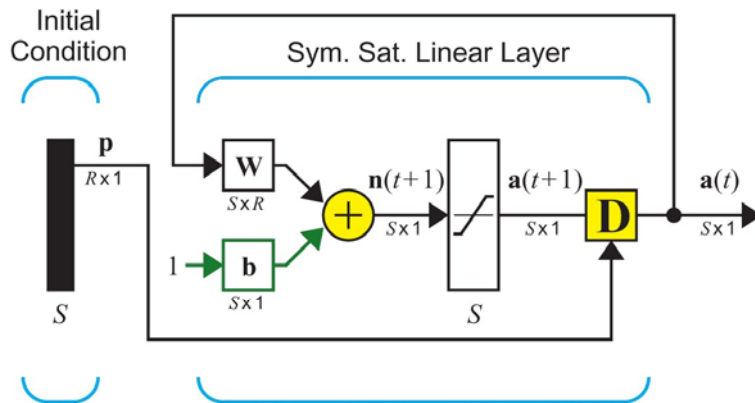 Initial
Condition
Sym. Sat. Linear Layer
p
R x 1
W
S x R
n(t+1)
S x 1
a(t+1)
S x 1
D
a(t)
S x 1
+
1
b
S x 1
S
S